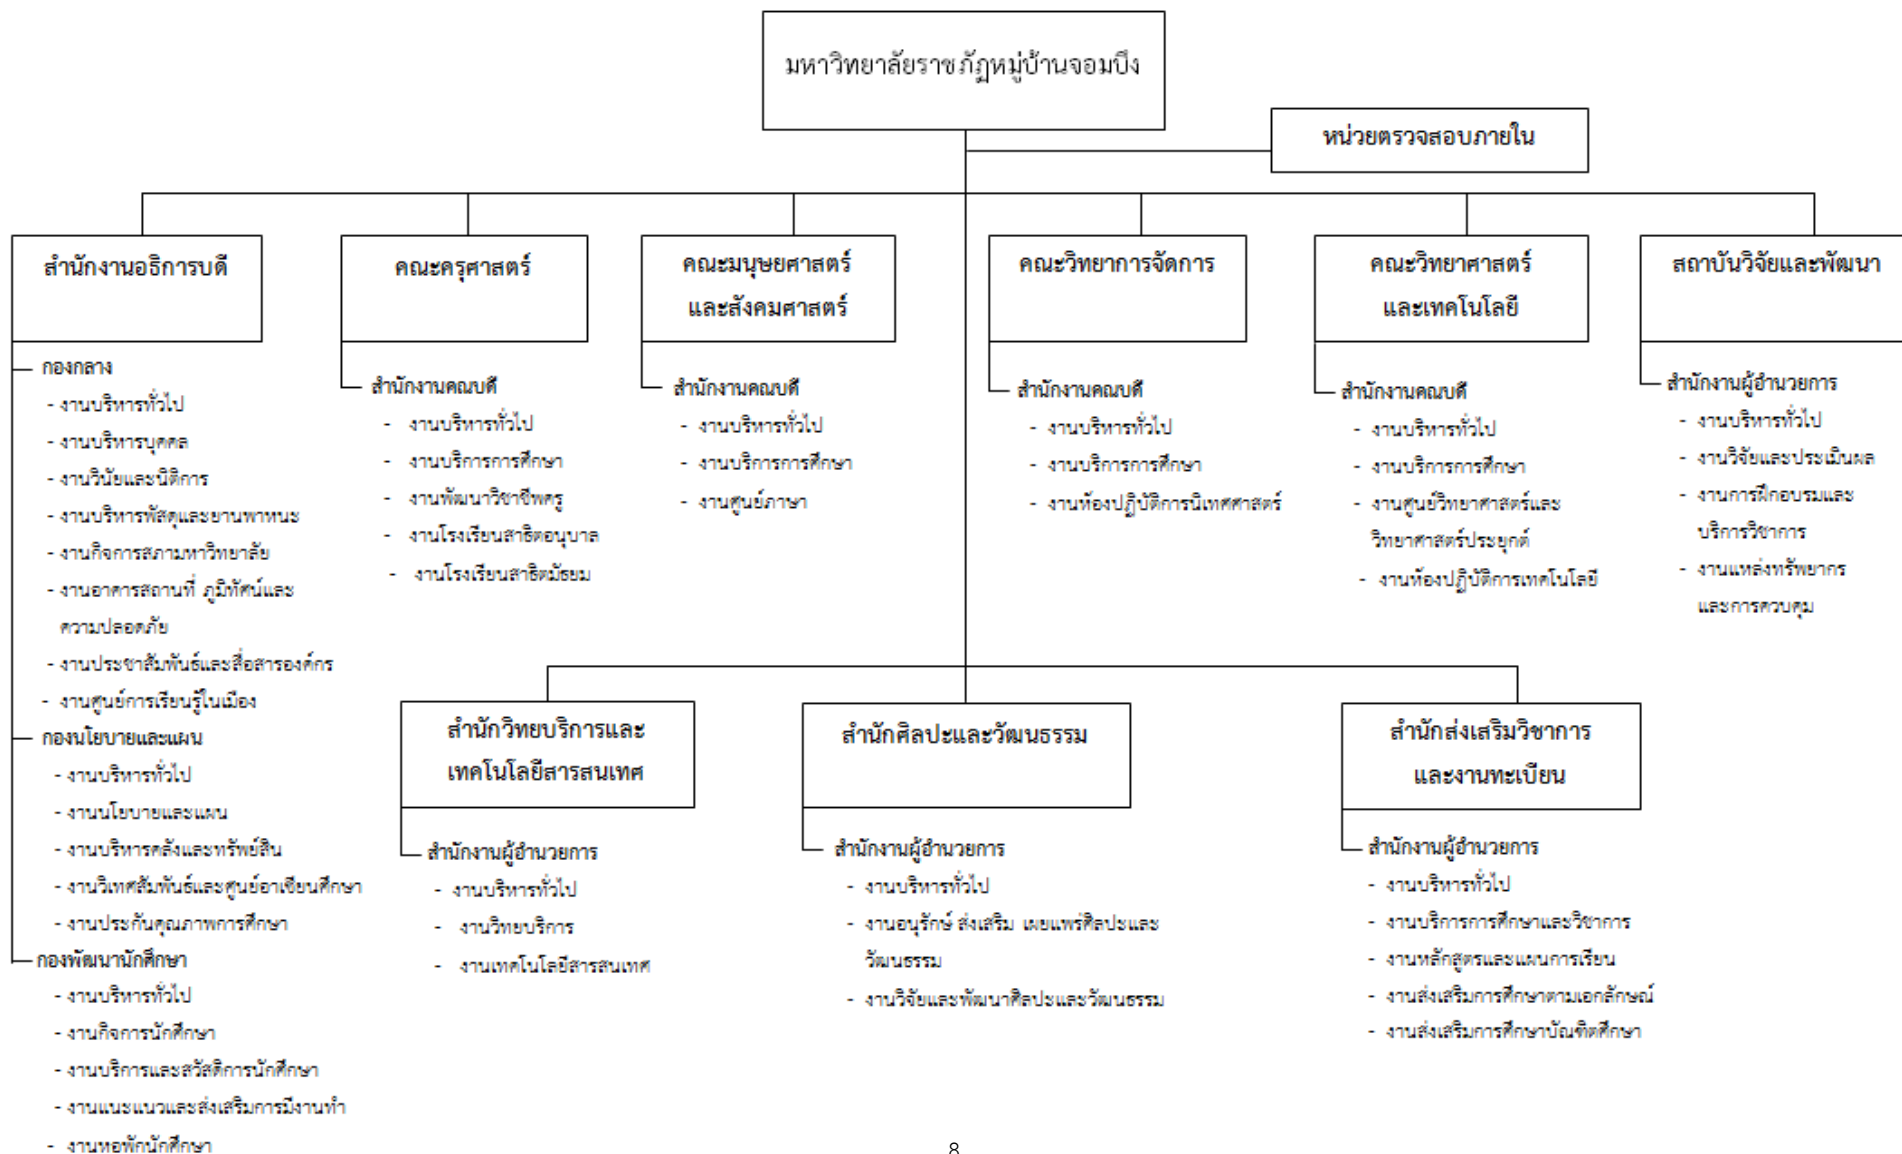 มหาวิทยาลัยราชภัฏหมู่บ้านจอมบึง
หน่วยตรวจสอบภายใน
สำนักงานอธิการบดี
กองกลาง
- งานบริหารทั่วไป
- งานบริหารบุคคล
- งานวินัยและนิติการ
- งานบริหารพัสดุและยานพาหนะ
- งานกิจการสภามหาวิทยาลัย
- งานอาคารสถานที่ ภูมิทัศน์และ
ความปลอดภัย
- งานประชาสัมพันธ์และสื่อสารองค์กร
- งานศูนย์การเรียนรู้ในเมือง
กองนโยบายและแผน
- งานบริหารทั่วไป
- งานนโยบายและแผน
- งานบริหารคลังและทรัพย์สิน
- งานวิเทศสัมพันธ์และศูนย์อาเซียนศึกษา
- งานประกันคุณภาพการศึกษา
กองพัฒนานักศึกษา
- งานบริหารทั่วไป
- งานกิจการนักศึกษา
- งานบริการและสวัสดิการนักศึกษา
- งานแนะแนวและส่งเสริมการมีงานทำ
- งานหอพักนักศึกษา
คณะครุศาสตร์
สำนักงานคณบดี
- งานบริหารทั่วไป
- งานบริการการศึกษา
- งานพัฒนาวิชาชีพครู
- งานโรงเรียนสาธิตอนุบาล
- งานโรงเรียนสาธิตมัธยม
คณะมนุษยศาสตร์
และสังคมศาสตร์
สำนักงานคณบดี
- งานบริหารทั่วไป
- งานบริการการศึกษา
- งานศูนย์ภาษา
คณะวิทยาการจัดการ
สำนักงานคณบดี
- งานบริหารทั่วไป
- งานบริการการศึกษา
- งานห้องปฏิบัติการนิเทศศาสตร์
คณะวิทยาศาสตร์
และเทคโนโลยี
สำนักงานคณบดี
- งานบริหารทั่วไป
- งานบริการการศึกษา
- งานศูนย์วิทยาศาสตร์และ
วิทยาศาสตร์ประยุกต์
- งานห้องปฏิบัติการเทคโนโลยี
สถาบันวิจัยและพัฒนา
สำนักงานผู้อำนวยการ
- งานบริหารทั่วไป
- งานวิจัยและประเมินผล
- งานการฝึกอบรมและ
บริการวิชาการ
- งานแหล่งทรัพยากร
และการควบคุม
สำนักวิทยบริการและ
เทคโนโลยีสารสนเทศ
สำนักงานผู้อำนวยการ
- งานบริหารทั่วไป
- งานวิทยบริการ
- งานเทคโนโลยีสารสนเทศ
สำนักศิลปะและวัฒนธรรม
สำนักงานผู้อำนวยการ
- งานบริหารทั่วไป
- งานอนุรักษ์ ส่งเสริม เผยแพร่ศิลปะและ
วัฒนธรรม
- งานวิจัยและพัฒนาศิลปะและวัฒนธรรม
สำนักส่งเสริมวิชาการ
และงานทะเบียน
สำนักงานผู้อำนวยการ
- งานบริหารทั่วไป
- งานบริการการศึกษาและวิชาการ
- งานหลักสูตรและแผนการเรียน
- งานส่งเสริมการศึกษาตามเอกลักษณ์
- งานส่งเสริมการศึกษาบัณฑิตศึกษา
8